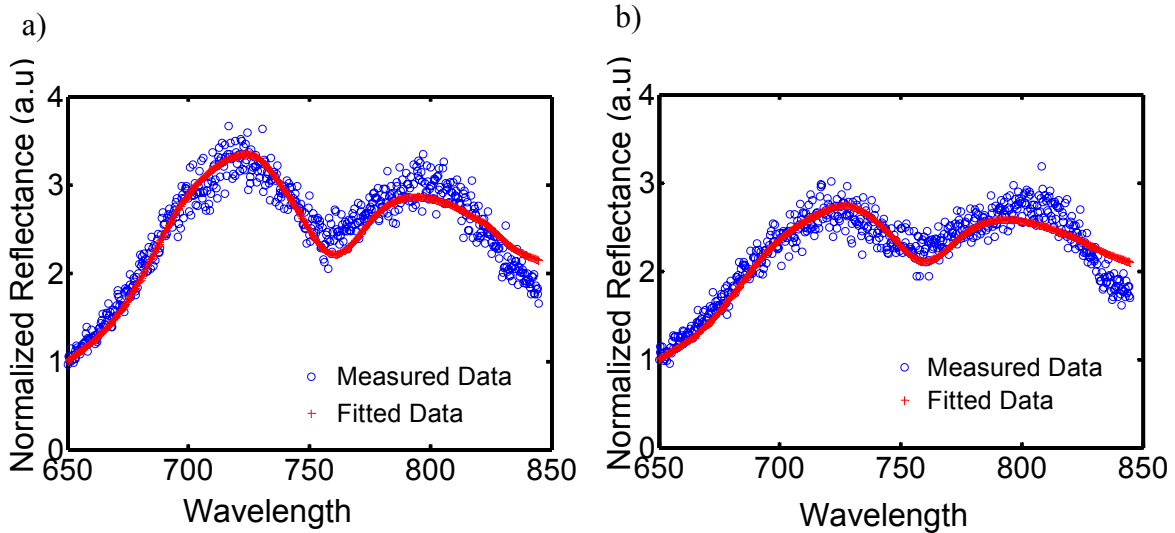 a)
Normalized Reflectance (a.u)
4
3
2
1
0
650 700 750 800 850
Wavelength
Measured Data
Fitted Data
b)
Normalized Reflectance (a.u)
4
3
2
1
0
650 700 750 800 850
Wavelength
Measured Data
Fitted Data